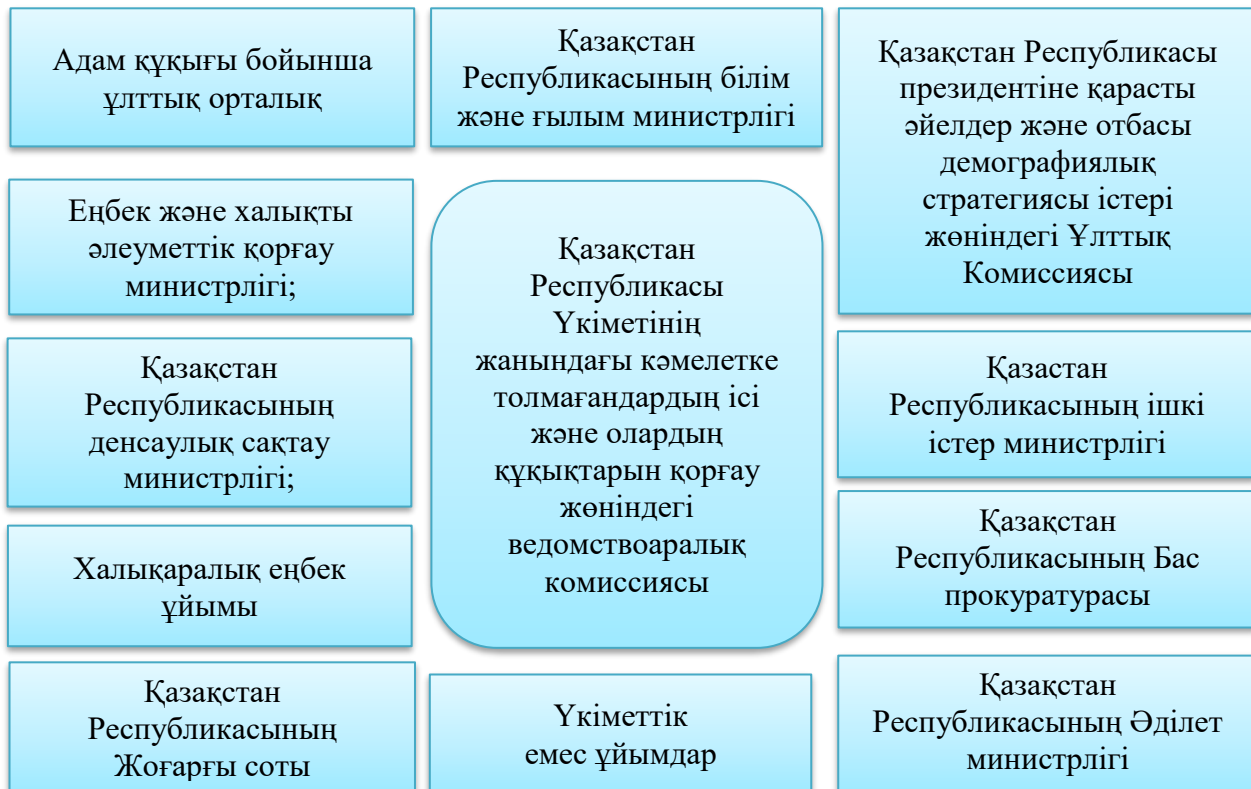 Адам құқығы бойынша
ұлттық орталық
Қазақстан
Республикасының білім
және ғылым министрлігі
Қазақстан Республикасы
президентіне қарасты
әйелдер және отбасы
демографиялық
стратегиясы істері
жөніндегі Ұлттық
Комиссиясы
Еңбек және халықты
әлеуметтік қорғау
министрлігі;
Қазақстан
Республикасы
Үкіметінің
жанындағы кәмелетке
толмағандардың ісі
және олардың
құқықтарын қорғау
жөніндегі
ведомствоаралық
комиссиясы
Қазақстан
Республикасының
денсаулық сақтау
министрлігі;
Қазастан
Республикасының ішкі
істер министрлігі
Халықаралық еңбек
ұйымы
Қазақстан
Республикасының Бас
прокуратурасы
Қазақстан
Республикасының
Жоғарғы соты
Үкіметтік
емес ұйымдар
Қазақстан
Республикасының Әділет
министрлігі